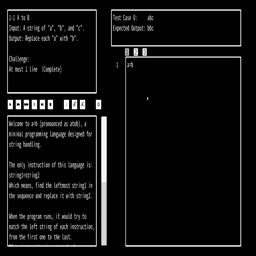 1-1 A to B
Input: A string of "a", "b", and "c".
Output: Replace each "a" with "b".
Challenge:
At most 1 line (Complete)
Test Case 0: abc
Expected Output: bbc
1 2 3
1 a=b
Welcome to a=b (pronounced as atob), a
minimal programming language designed for
string handling.
The only instruction of this language is:
string1=string2
Which means, find the leftmost string1 in
the sequence and replace it with string2.
When the program runs, it would try to
match the left string of each instruction,
from the first one to the last.